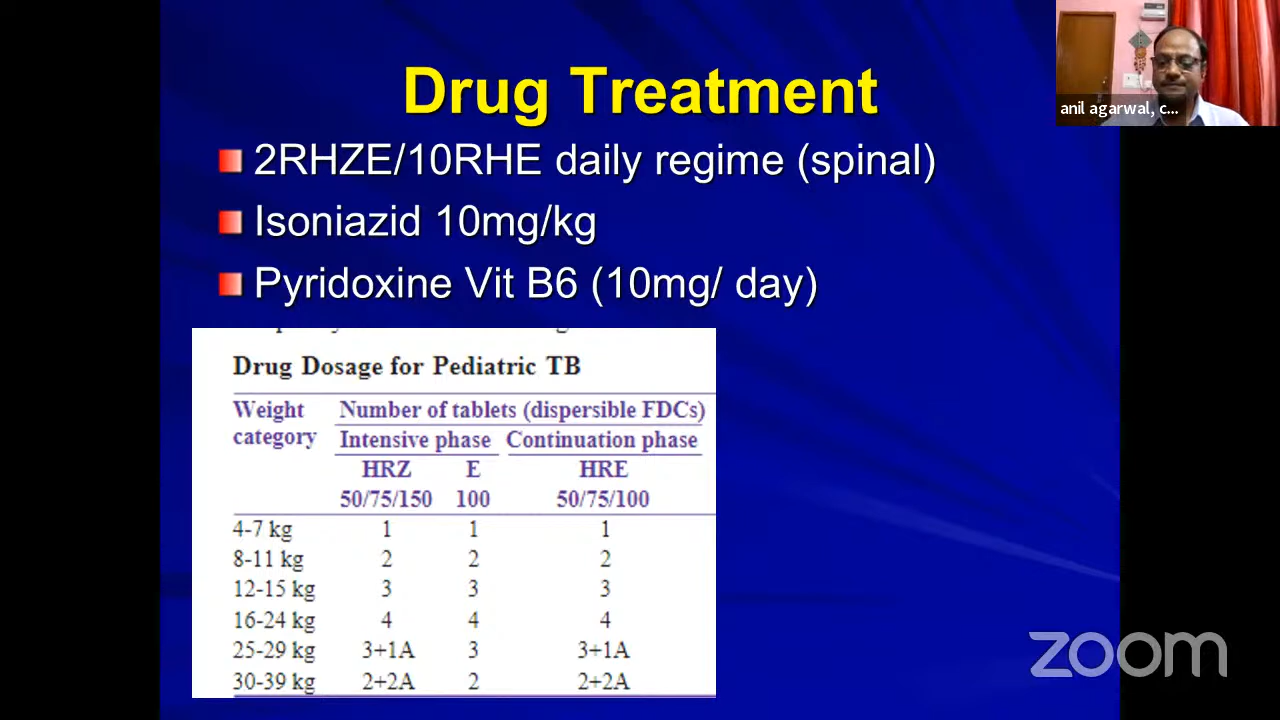 Drug Treatment
2RHZE/10RHE daily regime (spinal)
Isoniazid 10mg/kg
Pyridoxine Vit B6 (10mg/ day)
Drug Dosage for Pediatric TB
Weight category Number of tablets (dispersible FDCs)
Intensive phase Continuation phase
HRZ E HRE
50/75/150 100 50/75/100
4-7 kg 1 1 1
8-11 kg 2 2 2
12-15 kg 3 3 3
16-24 kg 4 4 4
25-29 kg 3+1A 3 3+1A
30-39 kg 2+2A 2 2+2A
anil agarwal, c...
zoom